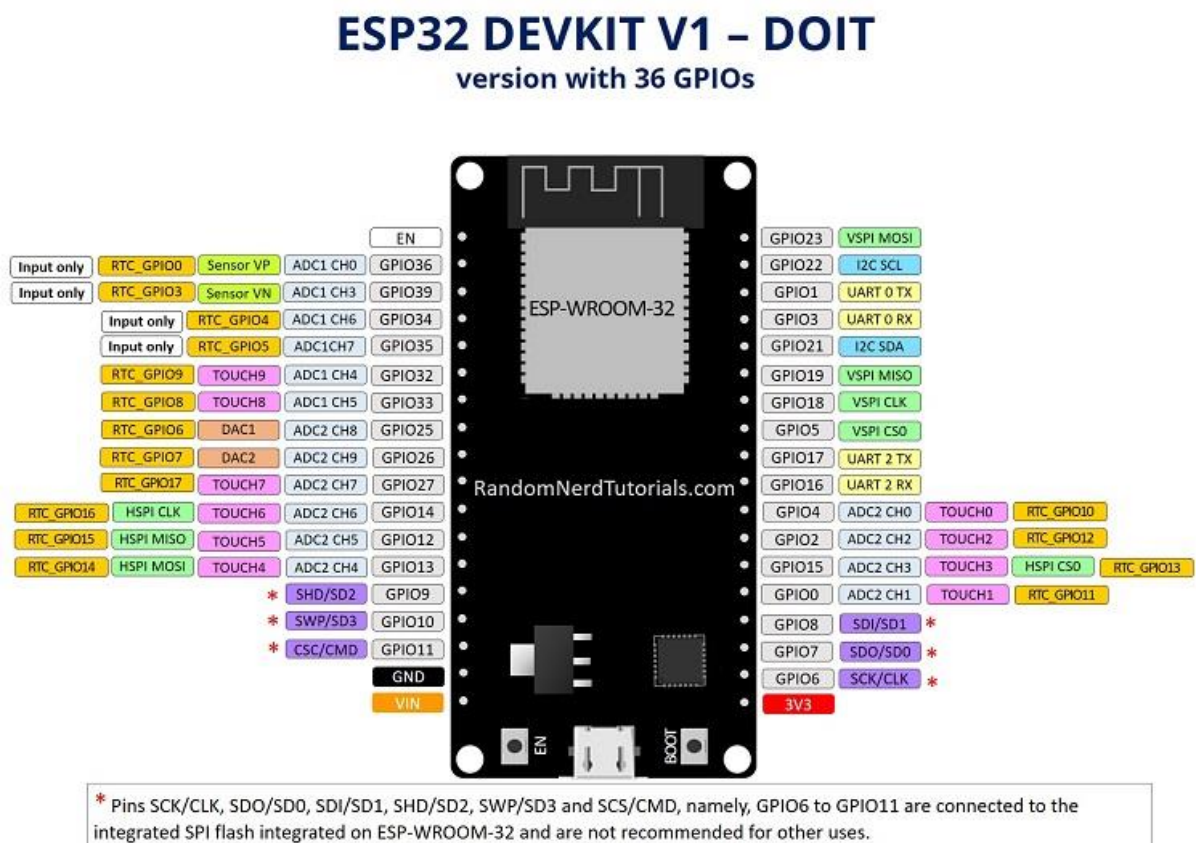 ESP32 DEVKIT V1 – DOIT
version with 36 GPIOs
EN
Input only RTC_GPIO0 Sensor VP ADC1 CH0 GPIO36
Input only RTC_GPIO3 Sensor VN ADC1 CH3 GPIO39
Input only RTC_GPIO4 ADC1 CH6 GPIO34
Input only RTC_GPIO5 ADC1CH7 GPIO35
RTC_GPIO9 TOUCH9 ADC1 CH4 GPIO32
RTC_GPIO8 TOUCH8 ADC1 CH5 GPIO33
RTC_GPIO6 DAC1 ADC2 CH8 GPIO25
RTC_GPIO7 DAC2 ADC2 CH9 GPIO26
RTC_GPIO17 TOUCH7 ADC2 CH7 GPIO27
RTC_GPIO16 HSPI CLK TOUCH6 ADC2 CH6 GPIO14
RTC_GPIO15 HSPI MISO TOUCH5 ADC2 CH5 GPIO12
RTC_GPIO14 HSPI MOSI TOUCH4 ADC2 CH4 GPIO13
* SHD/SD2 GPIO9
* SWP/SD3 GPIO10
* CSC/CMD GPIO11
GND
VIN
ESP-WROOM-32
RandomNerdTutorials.com
EN
BOOT
GPIO23 VSPI MOSI
GPIO22 I2C SCL
GPIO1 UART 0 TX
GPIO3 UART 0 RX
GPIO21 I2C SDA
GPIO19 VSPI MISO
GPIO18 VSPI CLK
GPIO5 VSPI CS0
GPIO17 UART 2 TX
GPIO16 UART 2 RX
GPIO4 ADC2 CH0 TOUCH0 RTC_GPIO10
GPIO2 ADC2 CH2 TOUCH2 RTC_GPIO12
GPIO15 ADC2 CH3 TOUCH3 HSPI CS0 RTC_GPIO13
GPIO0 ADC2 CH1 TOUCH1 RTC_GPIO11
GPIO8 SDI/SD1 *
GPIO7 SDO/SD0 *
GPIO6 SCK/CLK *
3V3
* Pins SCK/CLK, SDO/SD0, SDI/SD1, SHD/SD2, SWP/SD3 and SCS/CMD, namely, GPIO6 to GPIO11 are connected to the
integrated SPI flash integrated on ESP-WROOM-32 and are not recommended for other uses.